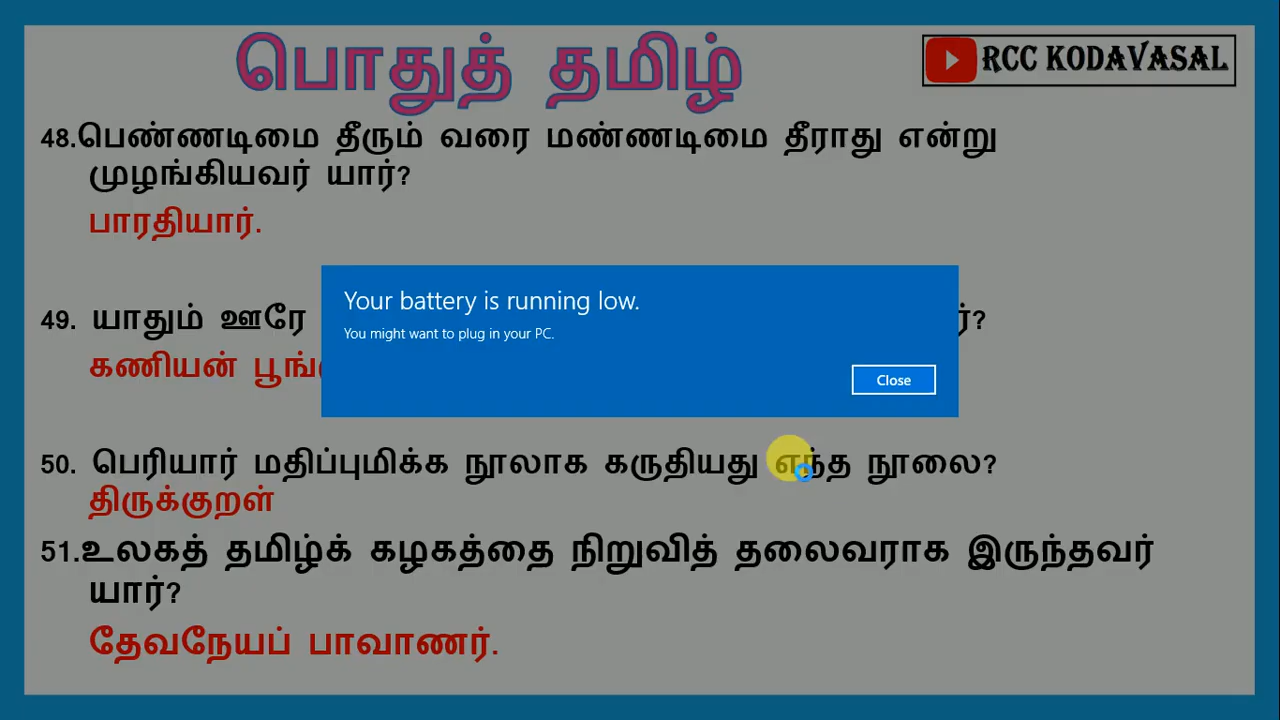 பொதுத் தமிழ்
RCC KODAVASAL
48.பெண்ணடிமை தீரும் வரை மண்ணடிமை தீராது என்று
முழங்கியவர் யார்?
பாரதியார்.
Your battery is running low.
You might want to plug in your PC.
Close
49. யாதும் ஊரே
கணியன்
50. பெரியார் மதிப்புமிக்க நூலாக கருதியது எந்த நூலை?
திருக்குறள்
51.உலகத் தமிழ்க் கழகத்தை நிறுவித் தலைவராக இருந்தவர்
யார்?
தேவநேயப் பாவாணர்.